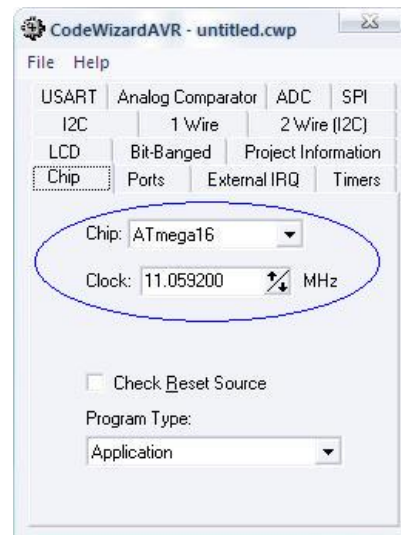 CodeWizardAVR - untitled.cwp
File Help
USART Analog Comparator ADC SPI
I2C 1 Wire 2 Wire (I2C)
LCD Bit-Banged Project Information
Chip Ports External IRQ Timers
Chip: ATmega16
Clock: 11.059200 MHz
Check Reset Source
Program Type:
Application